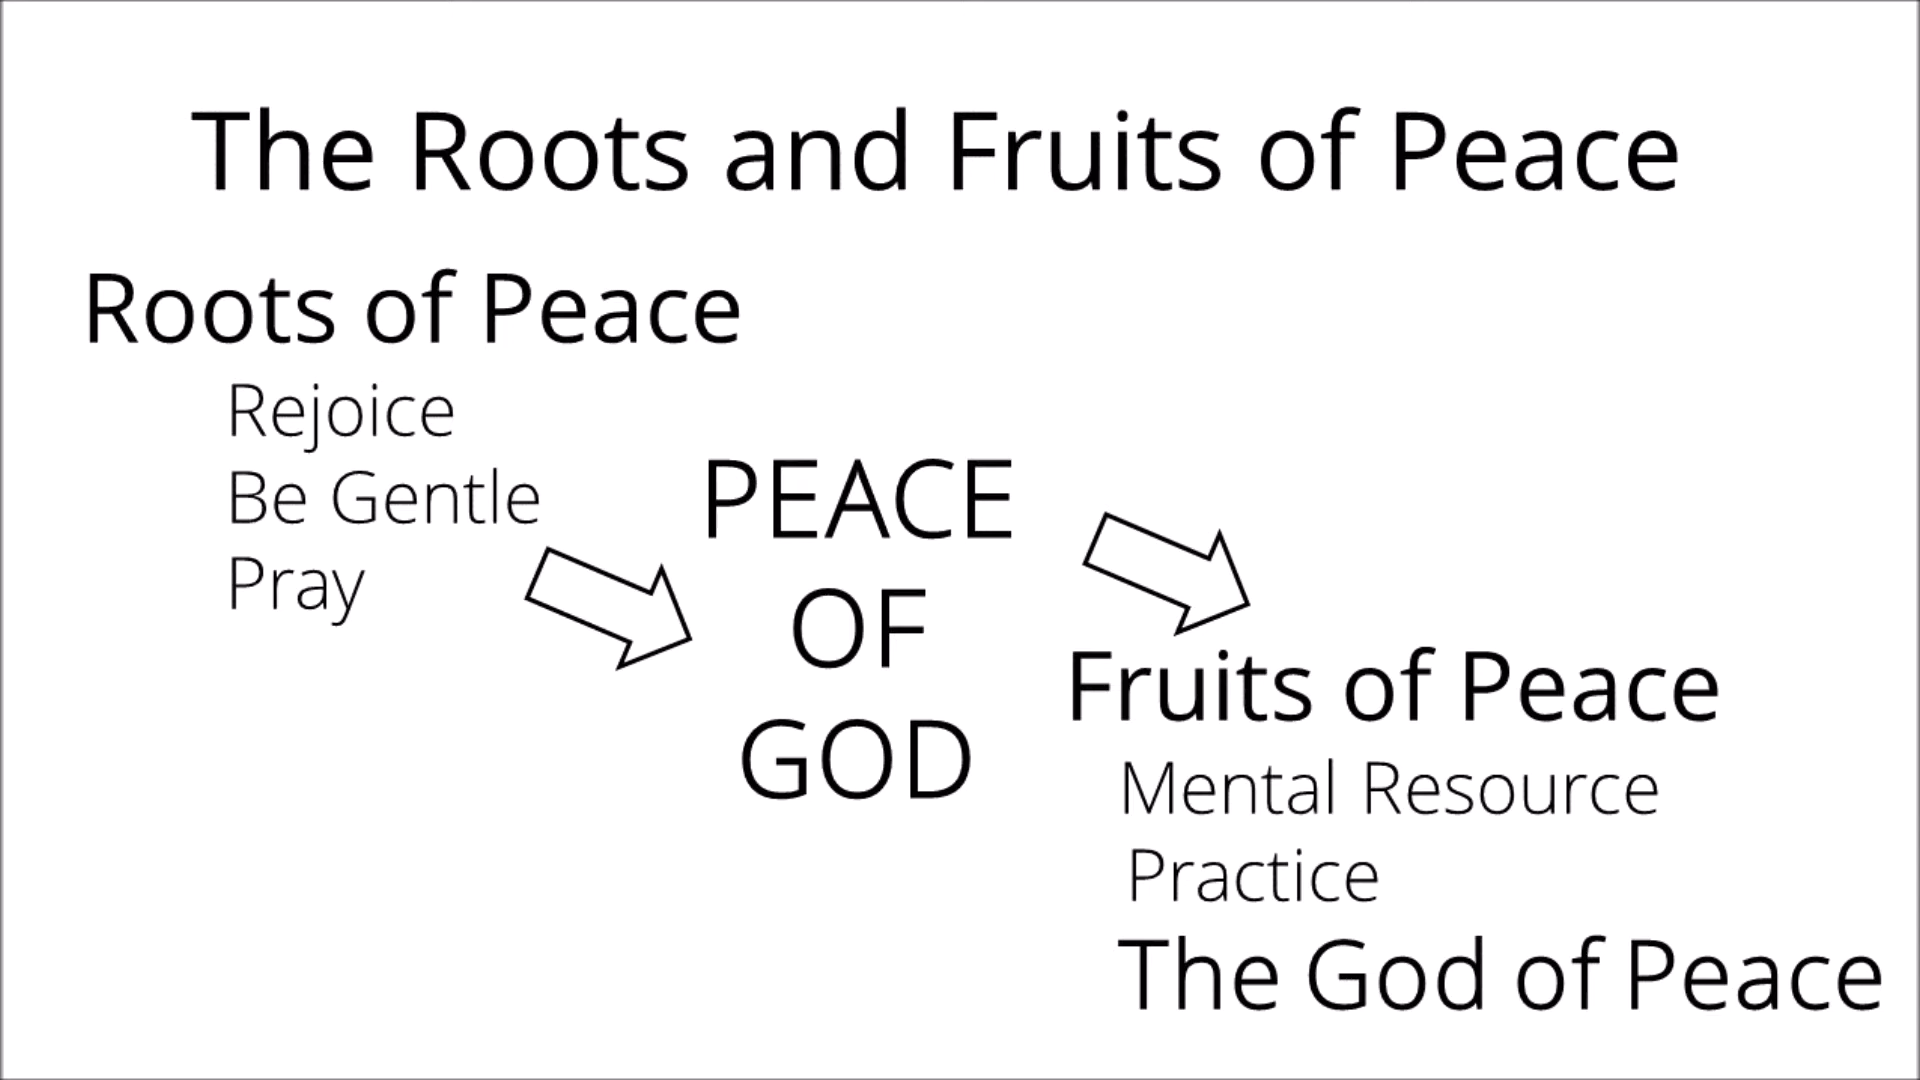 The Roots and Fruits of Peace
Roots of Peace
Rejoice
Be Gentle
Pray
PEACE
OF
GOD
Fruits of Peace
Mental Resource
Practice
The God of Peace